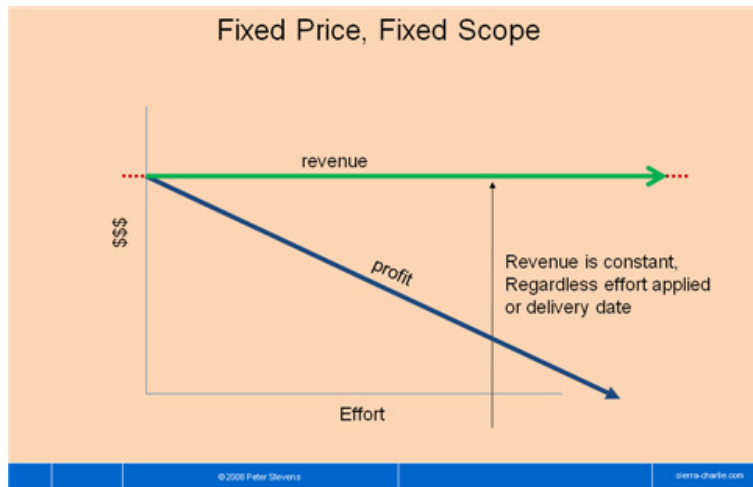 Fixed Price, Fixed Scope
revenue
$$$
profit
Revenue is constant,
Regardless effort applied
or delivery date
Effort
©2008 Peter Stevens
sierra-charlie.com